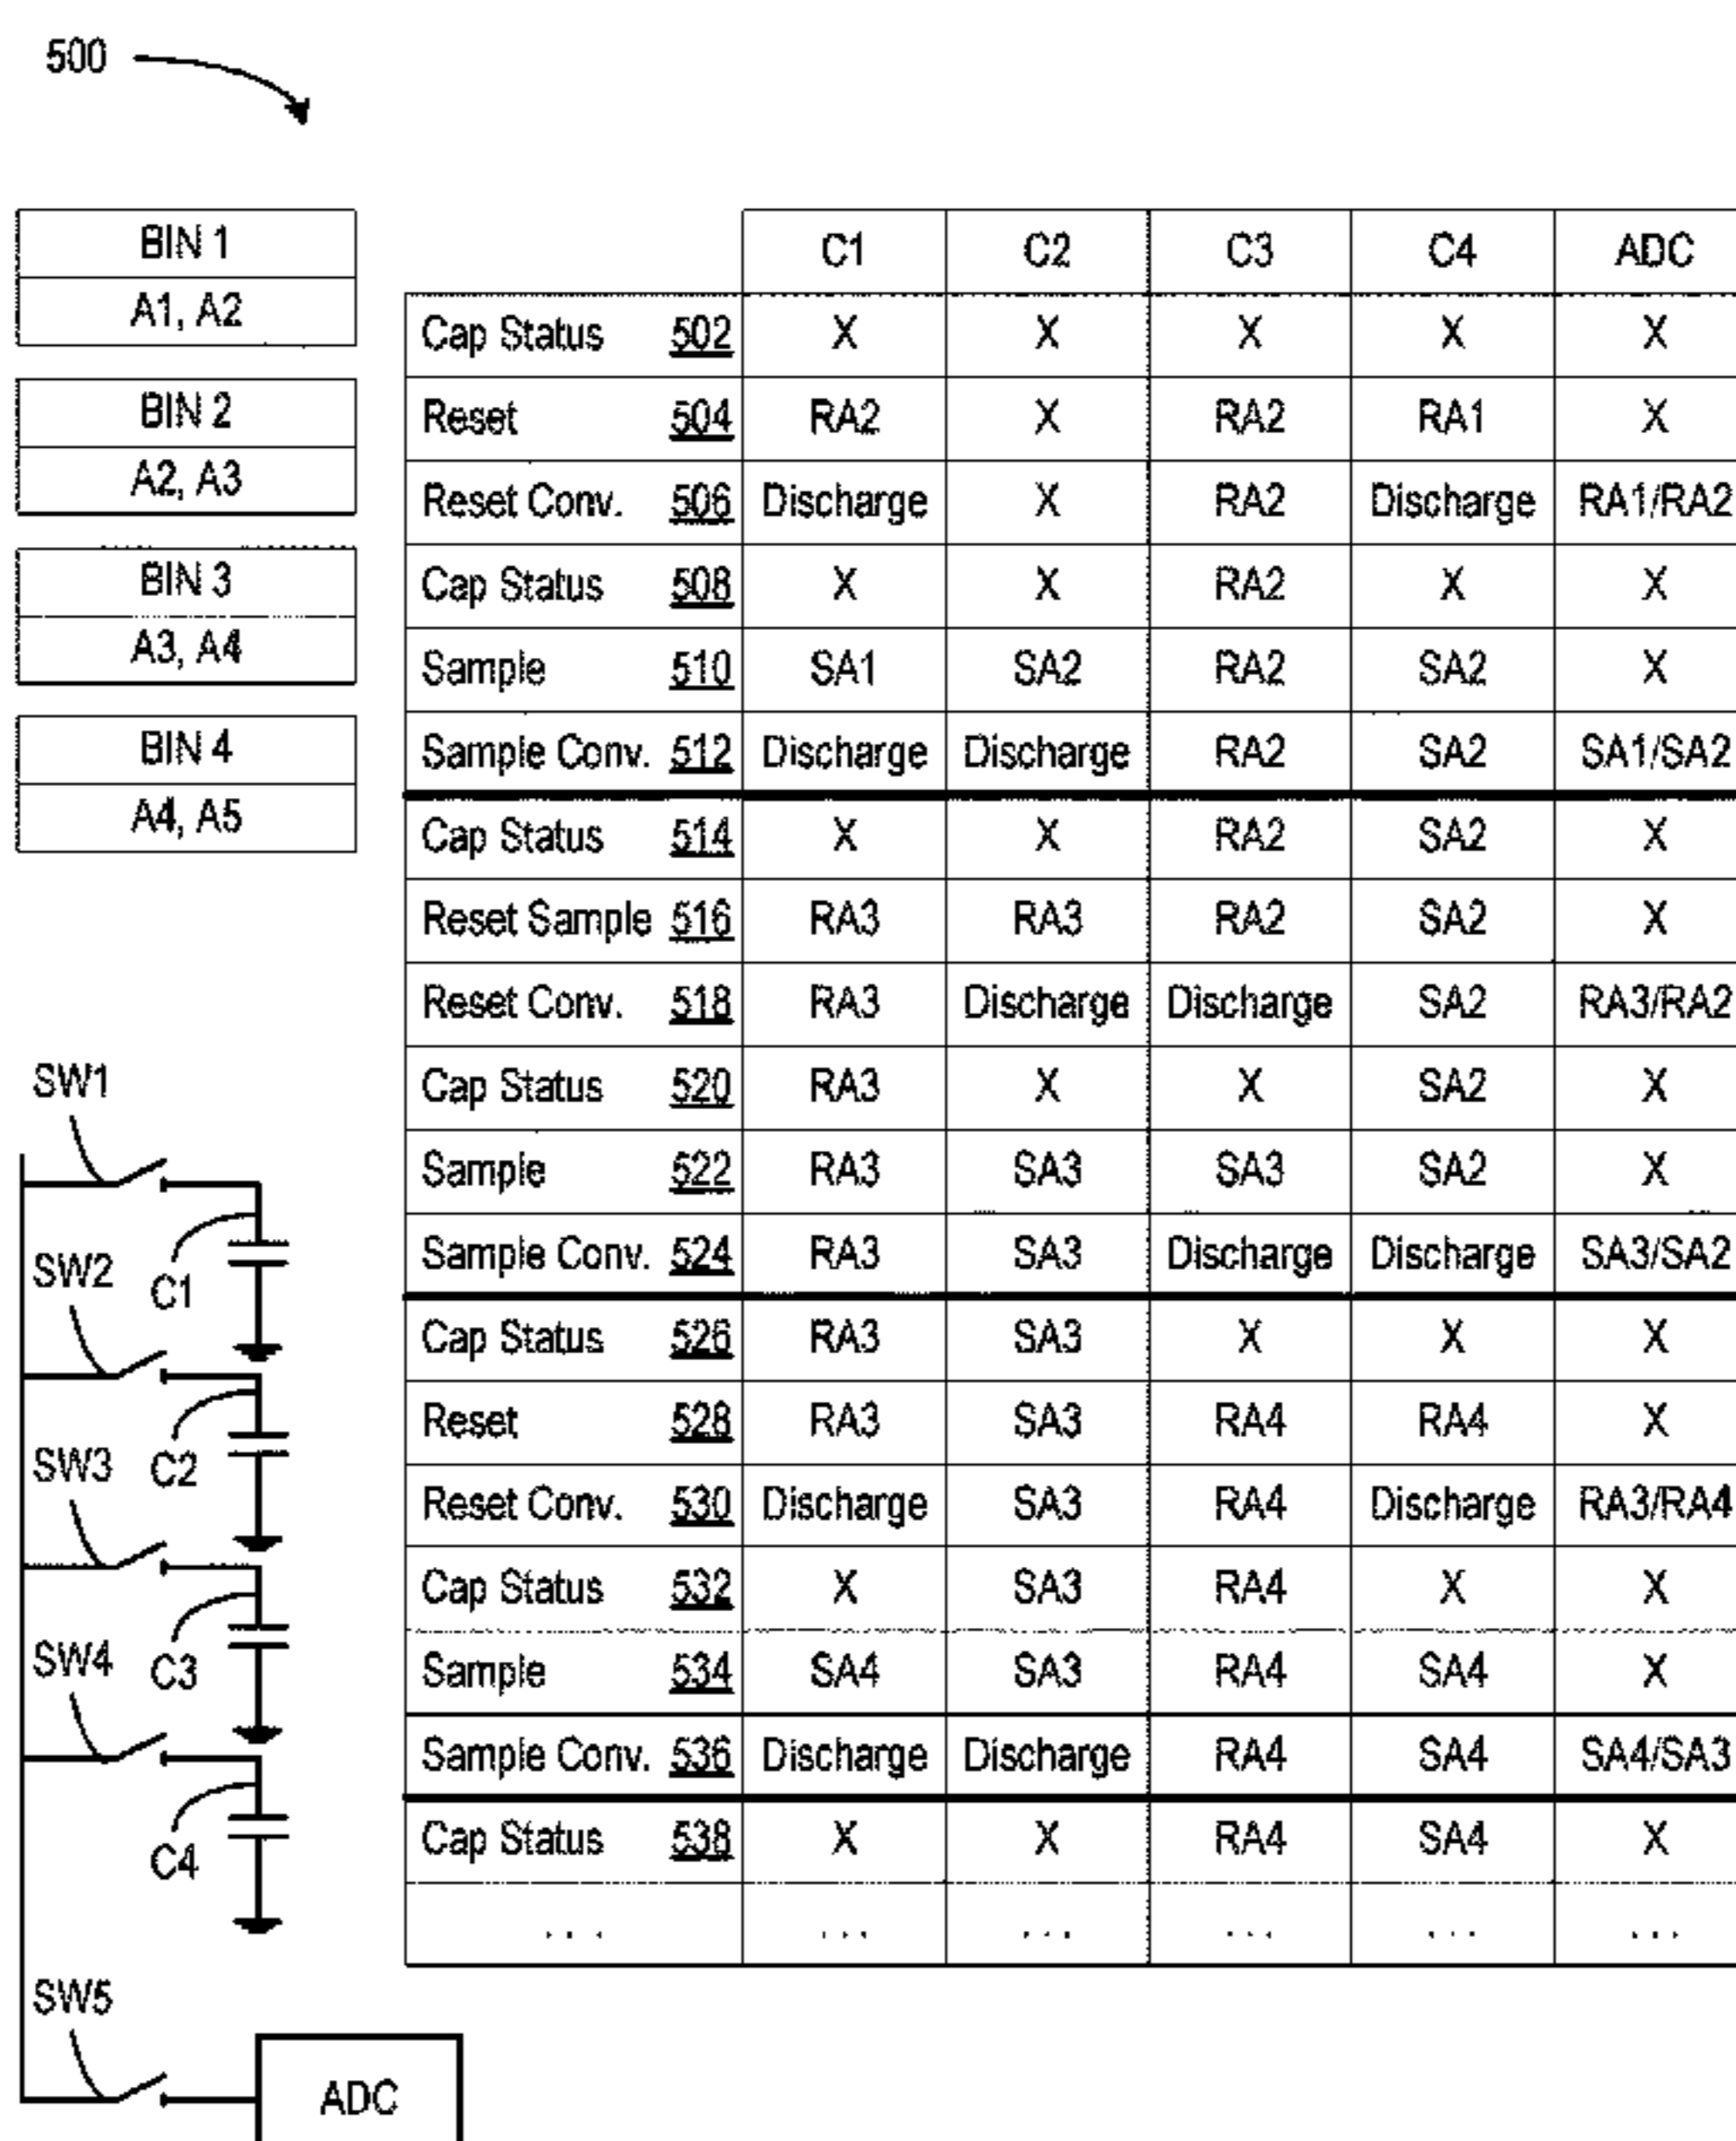 500
BIN 1
A1, A2
BIN 2
A2, A3
BIN 3
A3, A4
BIN 4
A4, A5
C1 C2 C3 C4 ADC
Cap Status 502 X X X X X
Reset 504 RA2 X RA2 RA1 X
Reset Conv. 506 Discharge X RA2 Discharge RA1/RA2
Cap Status 508 X X RA2 X X
Sample 510 SA1 SA2 RA2 SA2 X
Sample Conv. 512 Discharge Discharge RA2 SA2 SA1/SA2
Cap Status 514 X X RA2 SA2 X
Reset Sample 516 RA3 RA3 RA2 SA2 X
Reset Conv. 518 RA3 Discharge Discharge SA2 RA3/RA2
Cap Status 520 RA3 X X SA2 X
Sample 522 RA3 SA3 SA3 SA2 X
Sample Conv. 524 RA3 SA3 Discharge Discharge SA3/SA2
Cap Status 526 RA3 SA3 X X X
Reset 528 RA3 SA3 RA4 RA4 X
Reset Conv. 530 Discharge SA3 RA4 Discharge RA3/RA4
Cap Status 532 X SA3 RA4 X X
Sample 534 SA4 SA3 RA4 SA4 X
Sample Conv. 536 Discharge Discharge RA4 SA4 SA4/SA3
Cap Status 538 X X RA4 SA4 X
... ... ... ... ... ...
SW1
C1
SW2
C2
SW3
C3
SW4
C4
SW5
ADC